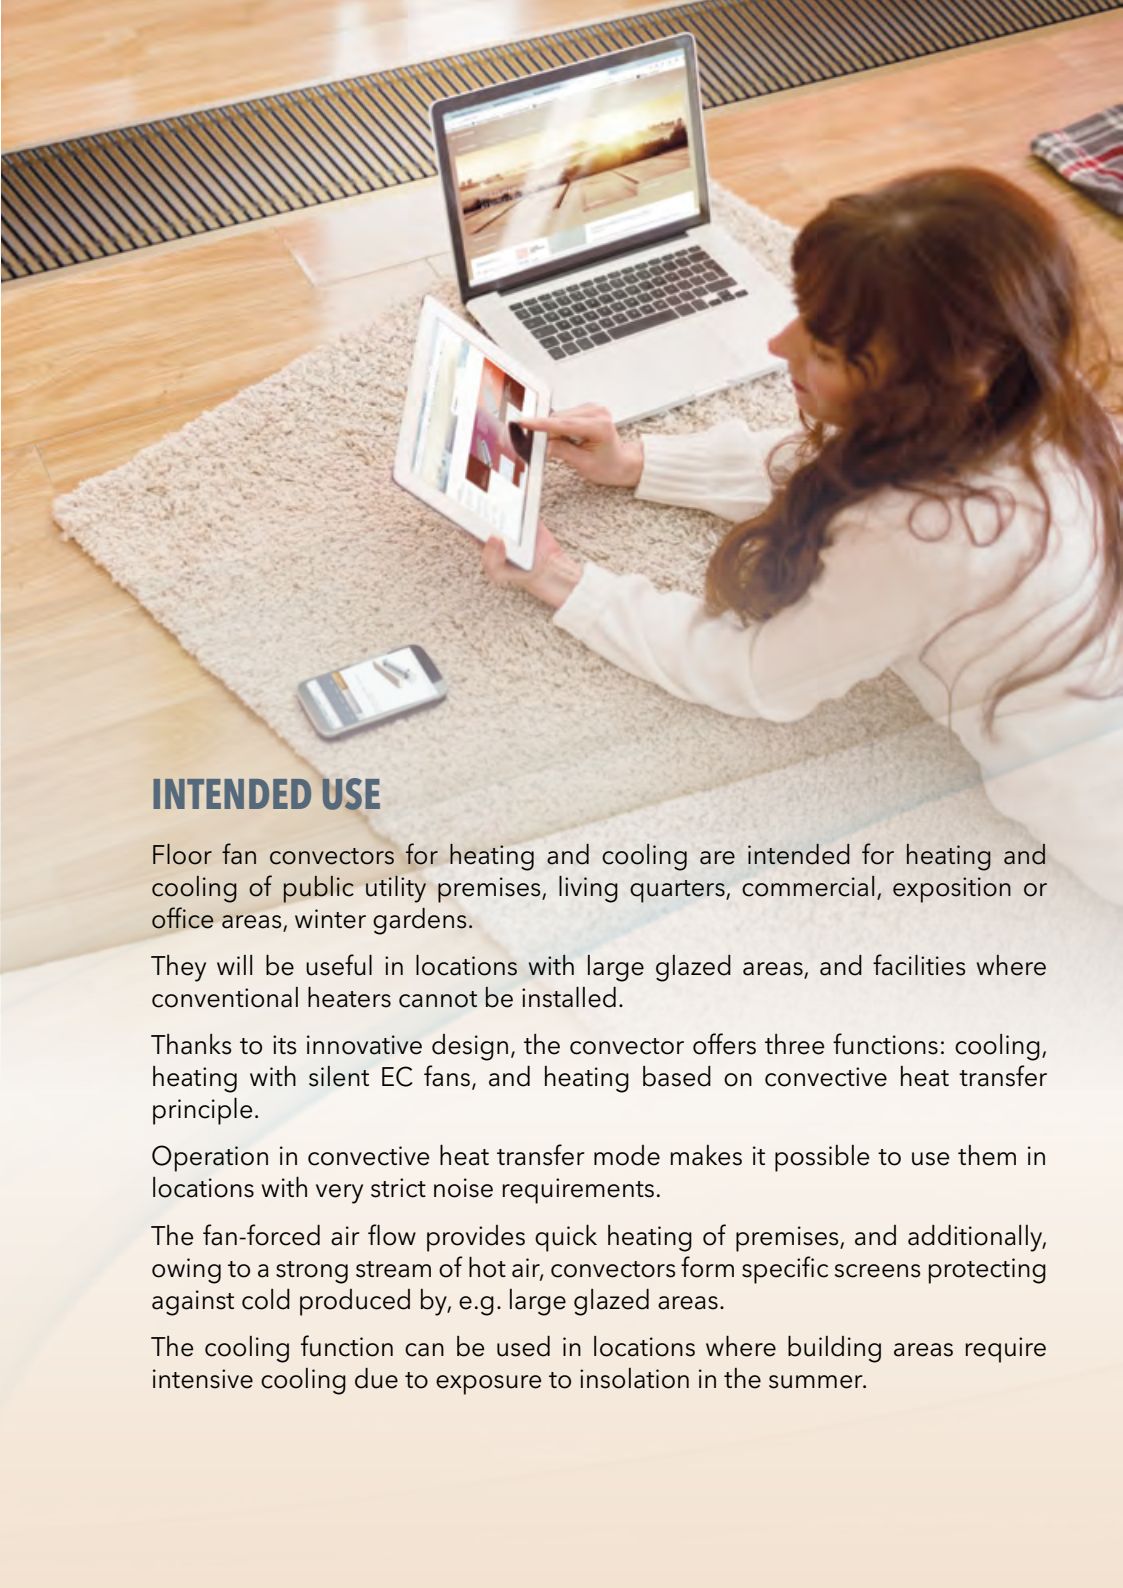 INTENDED USE
Floor fan convectors for heating and cooling are intended for heating and
cooling of public utility premises, living quarters, commercial, exposition or
office areas, winter gardens.
They will be useful in locations with large glazed areas, and facilities where
conventional heaters cannot be installed.
Thanks to its innovative design, the convector offers three functions: cooling,
heating with silent EC fans, and heating based on convective heat transfer
principle.
Operation in convective heat transfer mode makes it possible to use them in
locations with very strict noise requirements.
The fan-forced air flow provides quick heating of premises, and additionally,
owing to a strong stream of hot air, convectors form specific screens protecting
against cold produced by, e.g. large glazed areas.
The cooling function can be used in locations where building areas require
intensive cooling due to exposure to insolation in the summer.